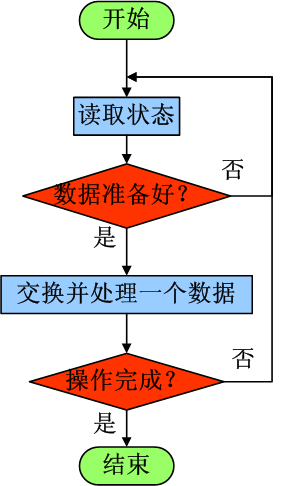 开始
读取状态
数据准备好？
否
是
交换并处理一个数据
操作完成？
否
是
结束